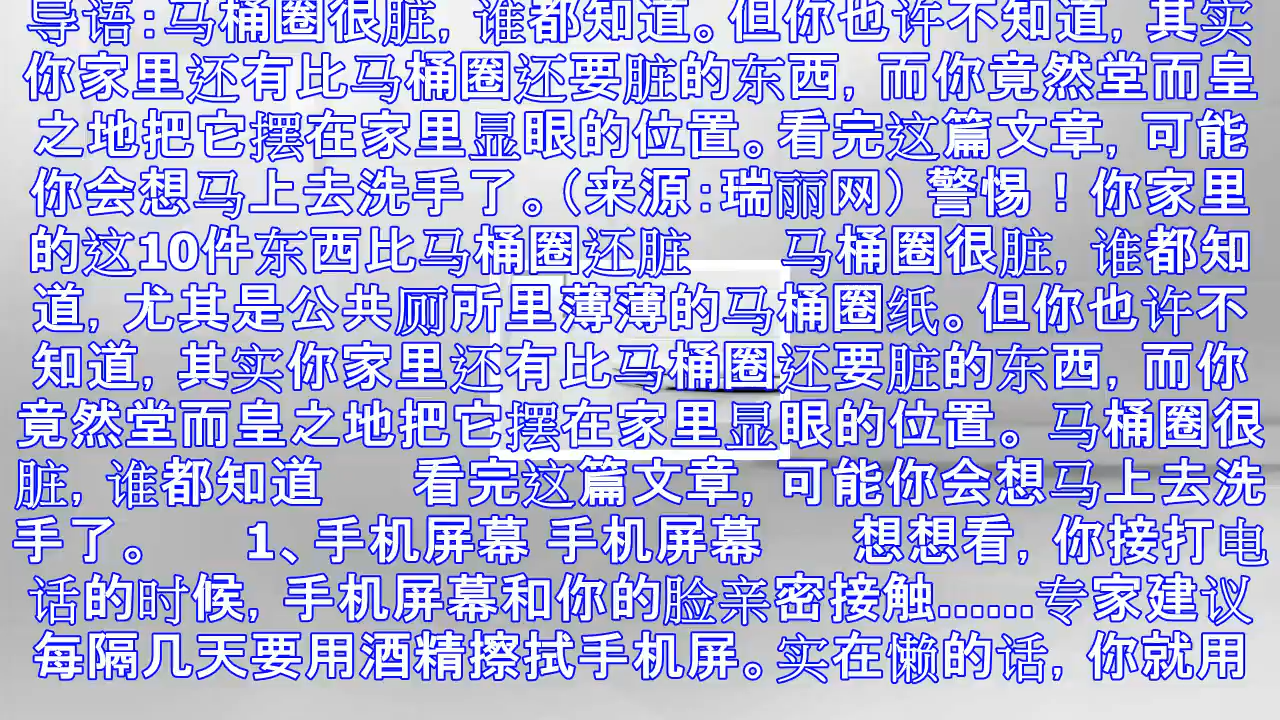 导语:马桶圈很脏,谁都知道。但你也许不知道,其实
你家里还有比马桶圈还要脏的东西,而你竟然堂而皇
之地把它摆在家里显眼的位置。看完这篇文章,可能
你会想马上去洗手了。(来源:瑞丽网)警惕！你家里
的这10件东西比马桶圈还脏　　马桶圈很脏,谁都知
道,尤其是公共厕所里薄薄的马桶圈纸。但你也许不
知道,其实你家里还有比马桶圈还要脏的东西,而你
竟然堂而皇之地把它摆在家里显眼的位置。马桶圈很
脏,谁都知道　　看完这篇文章,可能你会想马上去洗
手了。　　1、手机屏幕 手机屏幕　　想想看,你接打电
话的时候,手机屏幕和你的脸亲密接触……专家建议
每隔几天要用酒精擦拭手机屏。实在懒的话,你就用